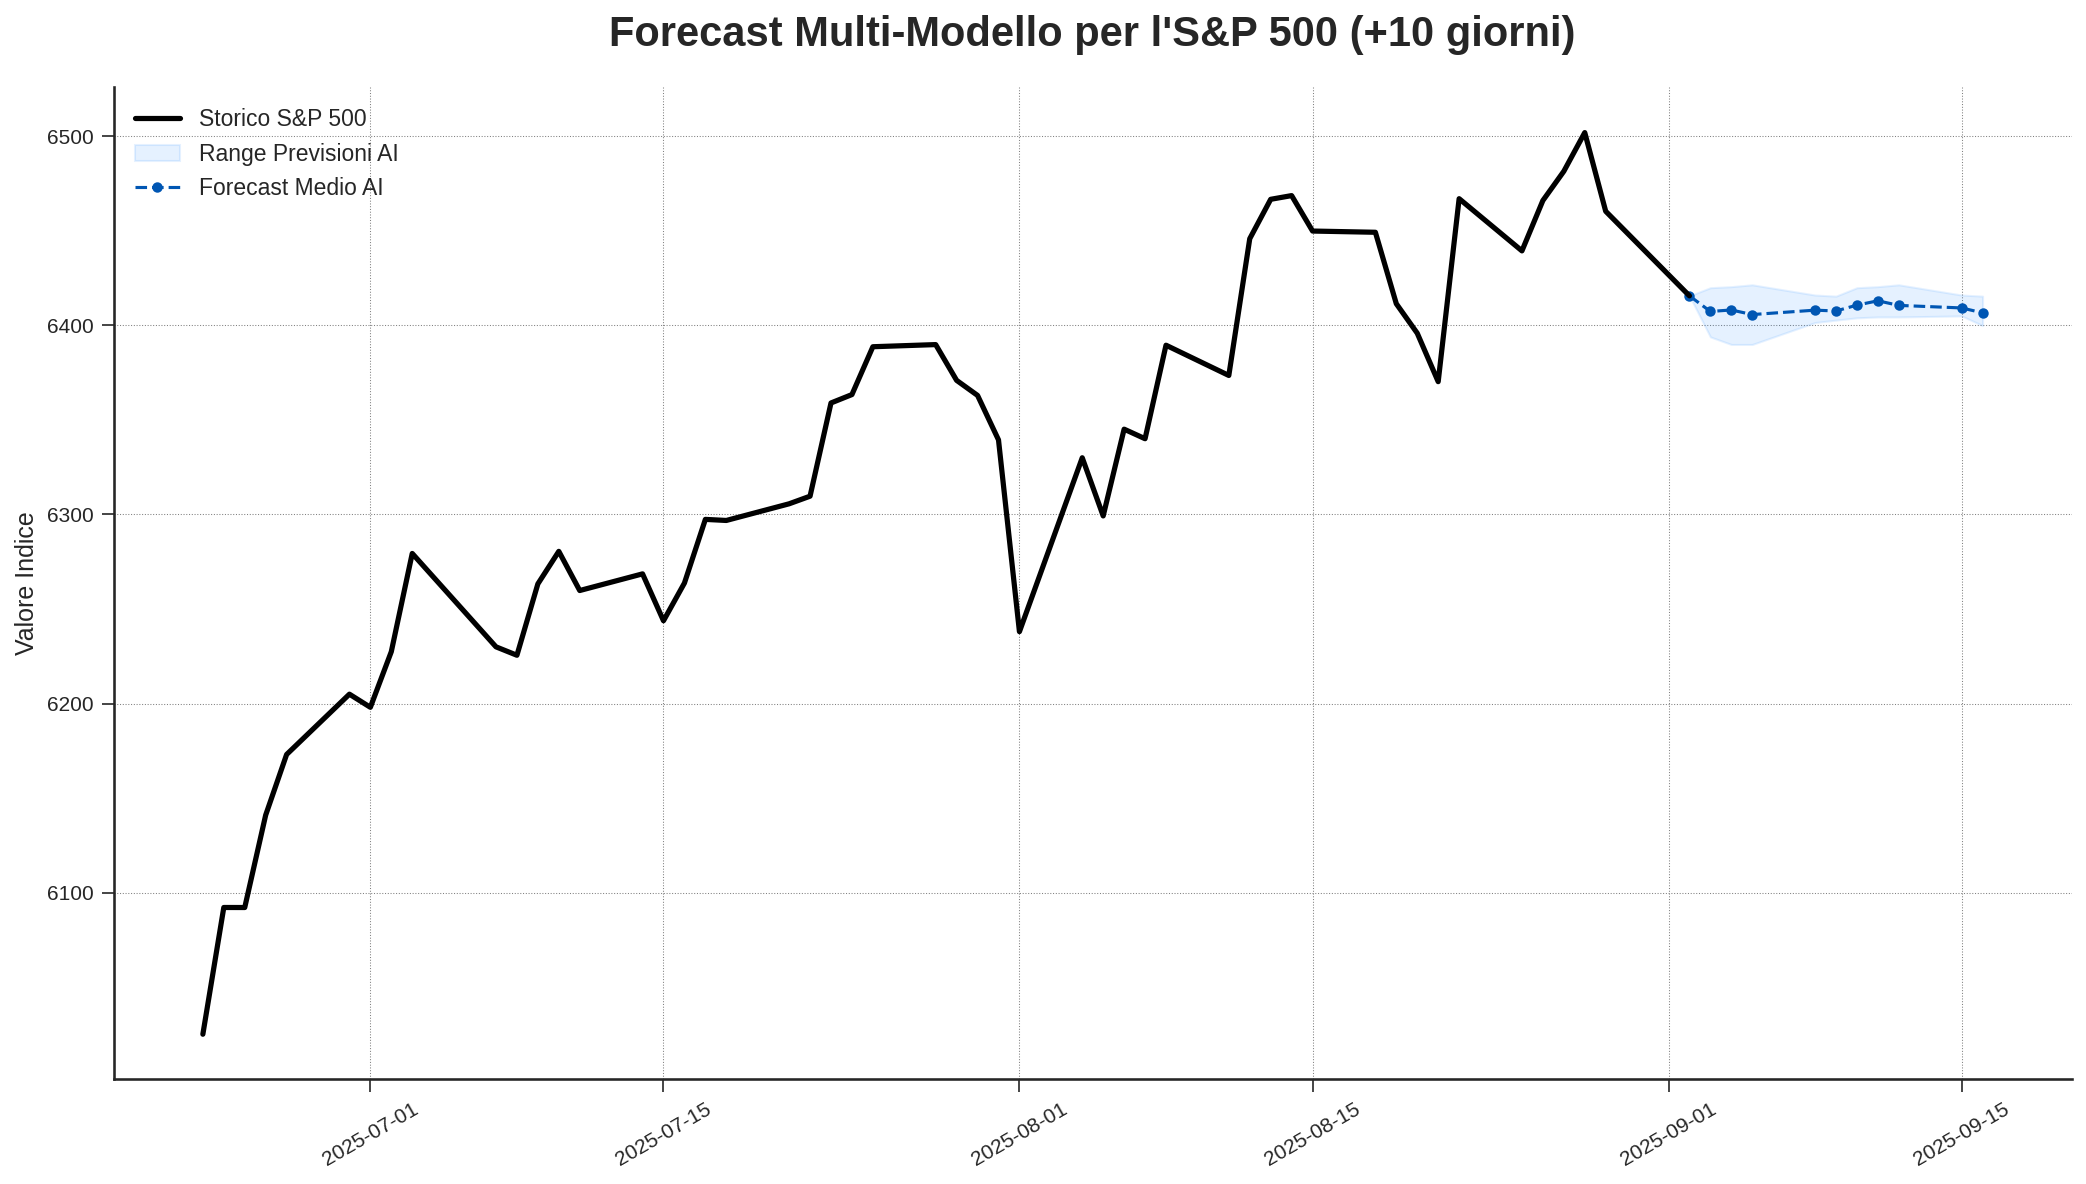 Forecast Multi-Modello per l'S&P 500 (+10 giorni)
Storico S&P 500
Range Previsioni AI
Forecast Medio AI
Valore Indice
6500
6400
6300
6200
6100
2025-07-01
2025-07-15
2025-08-01
2025-08-15
2025-09-01
2025-09-15